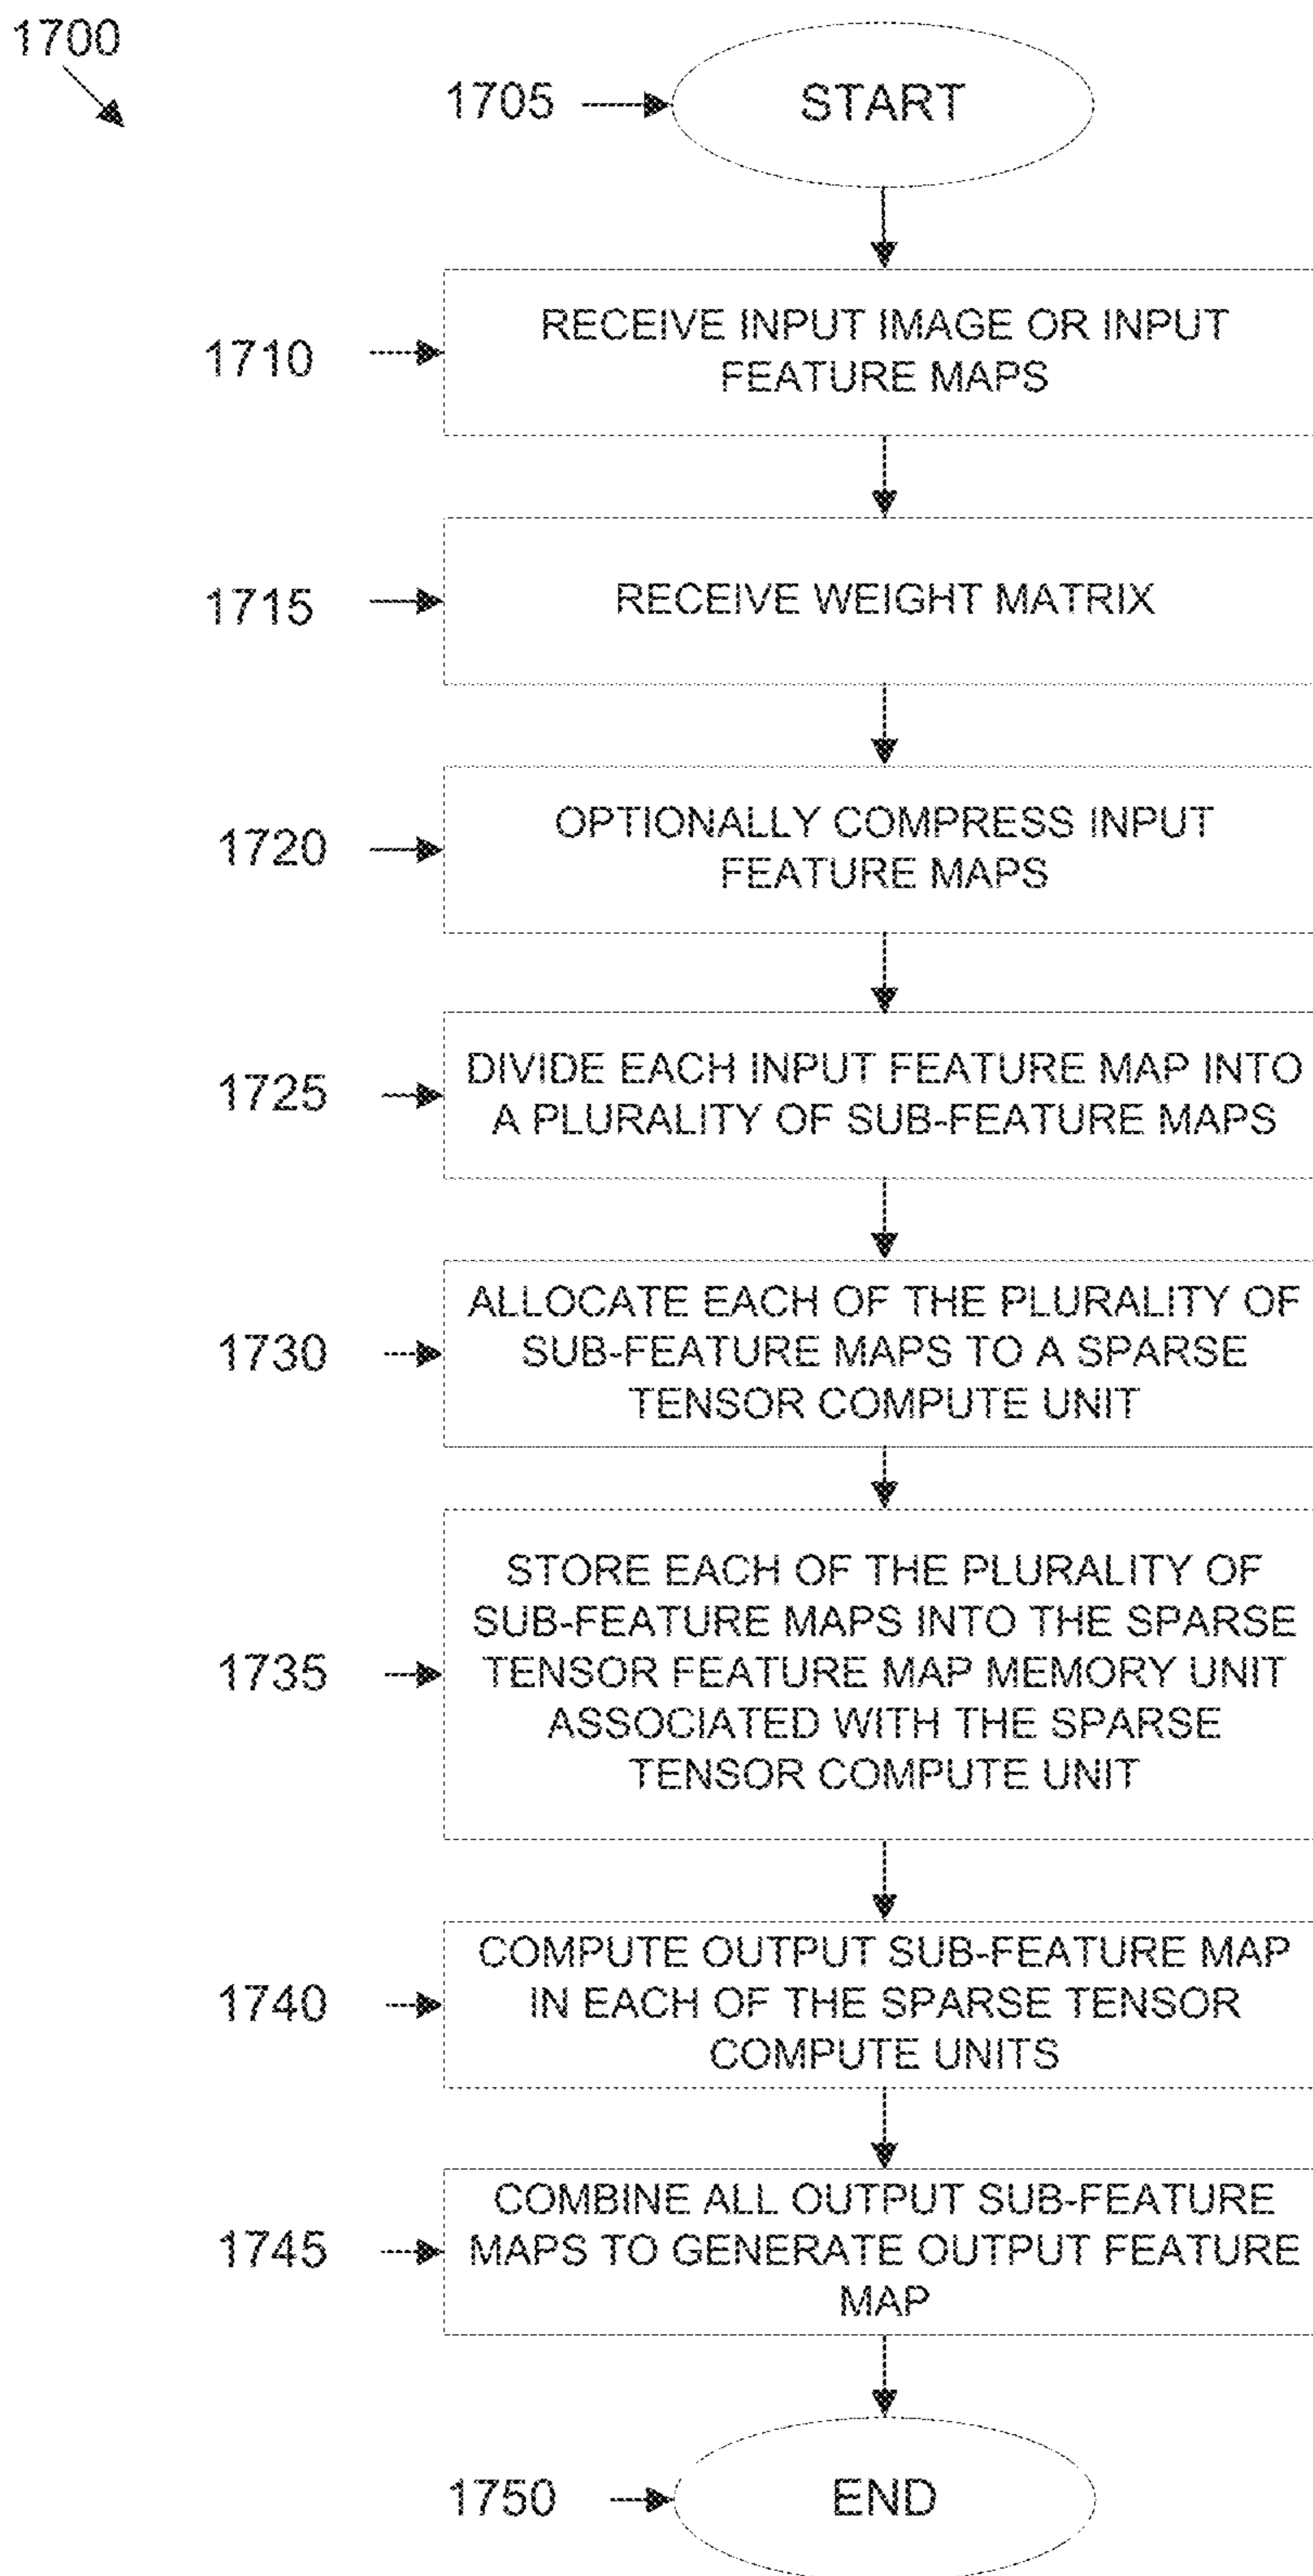 1700
1705
START
1710
RECEIVE INPUT IMAGE OR INPUT
FEATURE MAPS
1715
RECEIVE WEIGHT MATRIX
1720
OPTIONALLY COMPRESS INPUT
FEATURE MAPS
1725
DIVIDE EACH INPUT FEATURE MAP INTO
A PLURALITY OF SUB-FEATURE MAPS
1730
ALLOCATE EACH OF THE PLURALITY OF
SUB-FEATURE MAPS TO A SPARSE
TENSOR COMPUTE UNIT
1735
STORE EACH OF THE PLURALITY OF
SUB-FEATURE MAPS INTO THE SPARSE
TENSOR FEATURE MAP MEMORY UNIT
ASSOCIATED WITH THE SPARSE
TENSOR COMPUTE UNIT
1740
COMPUTE OUTPUT SUB-FEATURE MAP
IN EACH OF THE SPARSE TENSOR
COMPUTE UNITS
1745
COMBINE ALL OUTPUT SUB-FEATURE
MAPS TO GENERATE OUTPUT FEATURE
MAP
1750
END